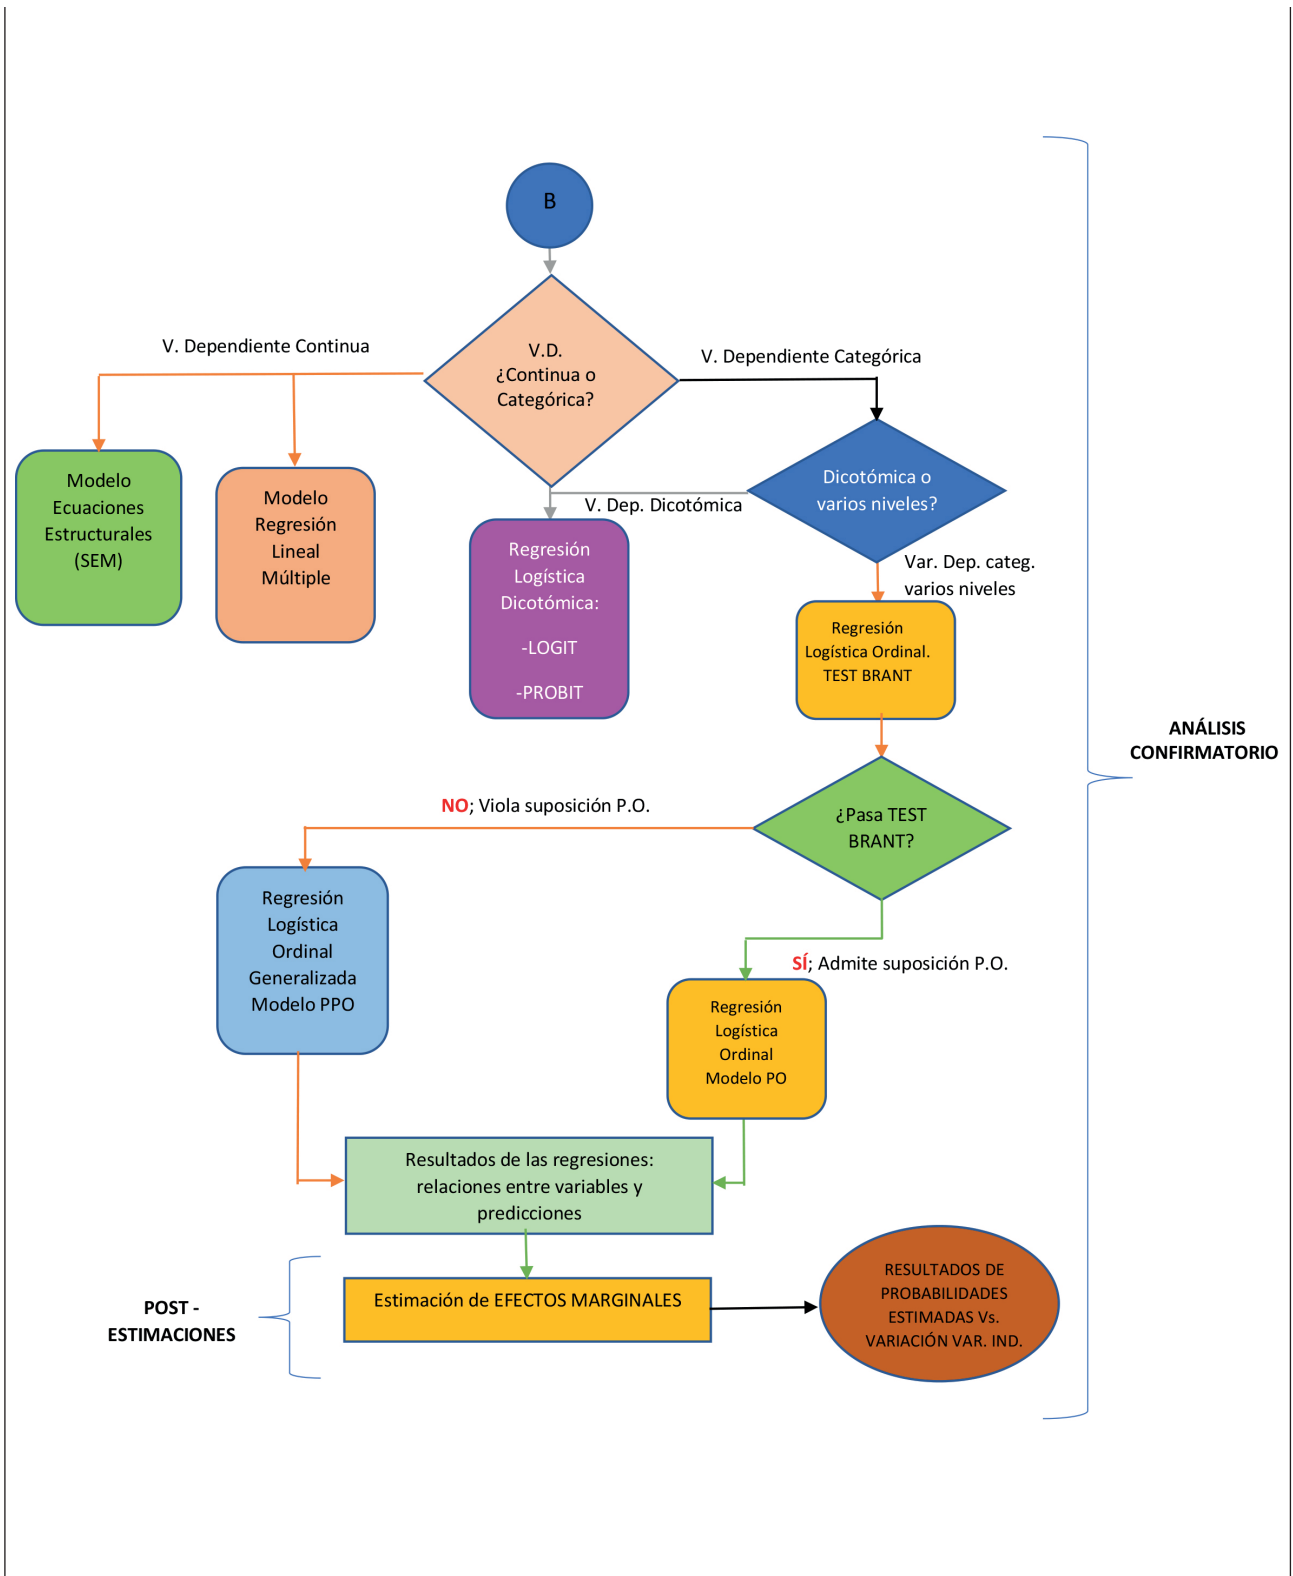 B
V.D.
¿Continua o
Categórica?
V. Dependiente Continua
V. Dependiente Categórica
Modelo
Ecuaciones
Estructurales
(SEM)
Modelo
Regresión
Lineal
Múltiple
Dicotómica o
varios niveles?
V. Dep. Dicotómica
Regresión
Logística
Dicotómica:
-LOGIT
-PROBIT
Var. Dep. categ.
varios niveles
Regresión
Logística Ordinal.
TEST BRANT
ANÁLISIS
CONFIRMATORIO
¿Pasa TEST
BRANT?
NO; Viola suposición P.O.
Regresión
Logística
Ordinal
Generalizada
Modelo PPO
SÍ; Admite suposición P.O.
Regresión
Logística
Ordinal
Modelo PO
Resultados de las regresiones:
relaciones entre variables y
predicciones
POST -
ESTIMACIONES
Estimación de EFECTOS MARGINALES
RESULTADOS DE
PROBABILIDADES
ESTIMADAS Vs.
VARIACIÓN VAR. IND.